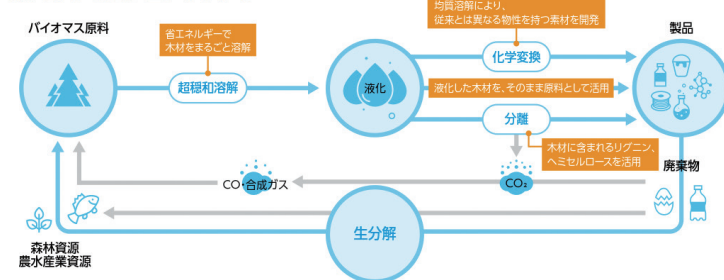 均質溶解により、
従来とは異なる物性を持つ素材を開発
バイオマス原料
省エネルギーで
木材をまるごと溶解
製品
化学変換
超穏和溶解
液化
液化した木材を、そのまま原料として活用
分離
木材に含まれるリグニン、
ヘミセルロースを活用
廃棄物
CO・合成ガス
CO₂
生分解
森林資源
農水産業資源